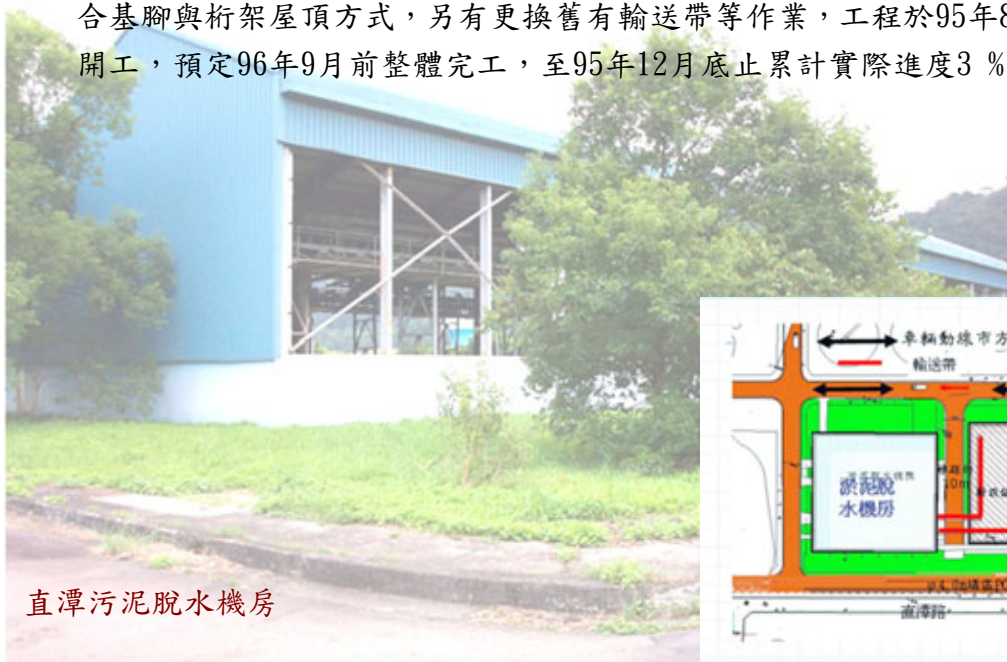 合基腳與桁架屋頂方式，另有更換舊有輸送帶等作業，工程於95年8
開工，預定96年9月前整體完工，至95年12月底止累計實際進度3 %
車輛動線市方
輸送帶
淤泥脫
水機房
10m
直潭路
直潭污泥脫水機房